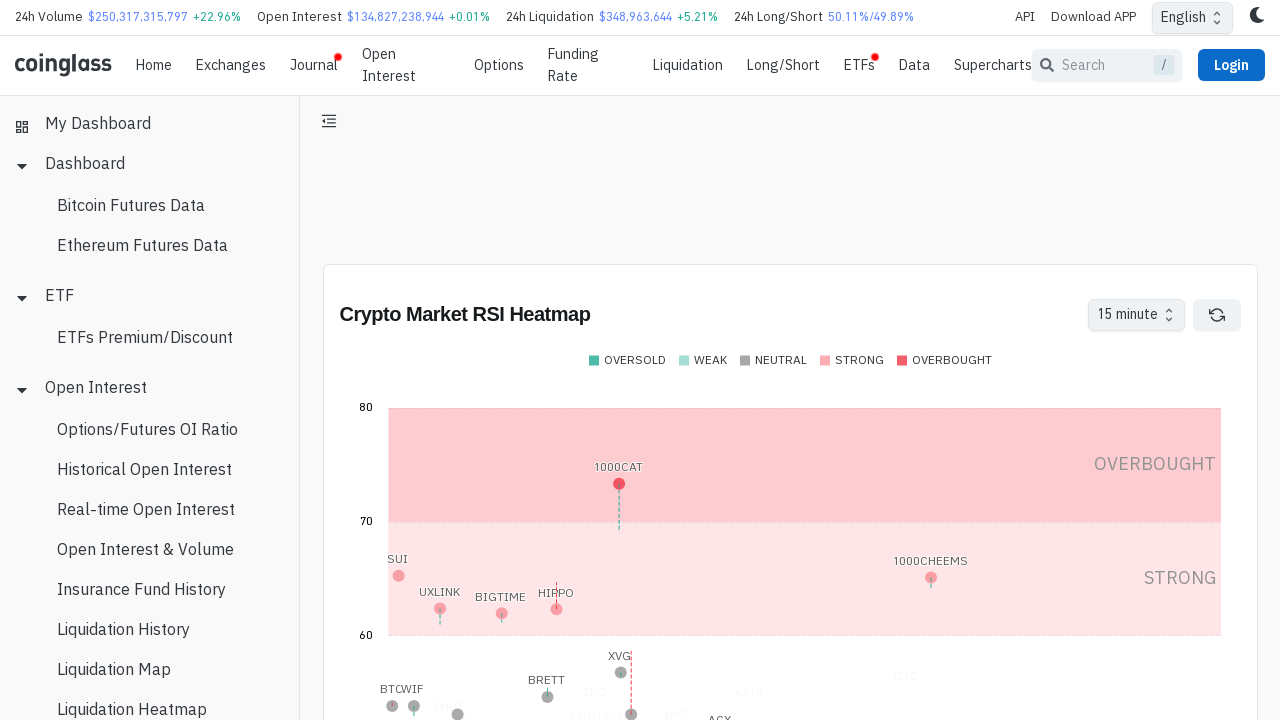 24h Volume $250,317,315,797 +22.96% Open Interest $134,827,238,944 +0.01% 24h Liquidation $348,963,644 +5.21% 24h Long/Short 50.11%/49.89% API Download APP English
coinglass Home Exchanges Journal Open Interest Options Funding Rate Liquidation Long/Short ETFs Data Supercharts Search / Login
My Dashboard
Dashboard
Bitcoin Futures Data
Ethereum Futures Data
ETF
ETFs Premium/Discount
Open Interest
Options/Futures OI Ratio
Historical Open Interest
Real-time Open Interest
Open Interest & Volume
Insurance Fund History
Liquidation History
Liquidation Map
Liquidation Heatmap
Crypto Market RSI Heatmap 15 minute
OVERSOLD WEAK NEUTRAL STRONG OVERBOUGHT
80
OVERBOUGHT
1000CAT
70
SUI
1000CHEEMS
STRONG
UXLINK
BIGTIME
HIPPO
60
XVG
BRETT
BTC
WIF
ACX